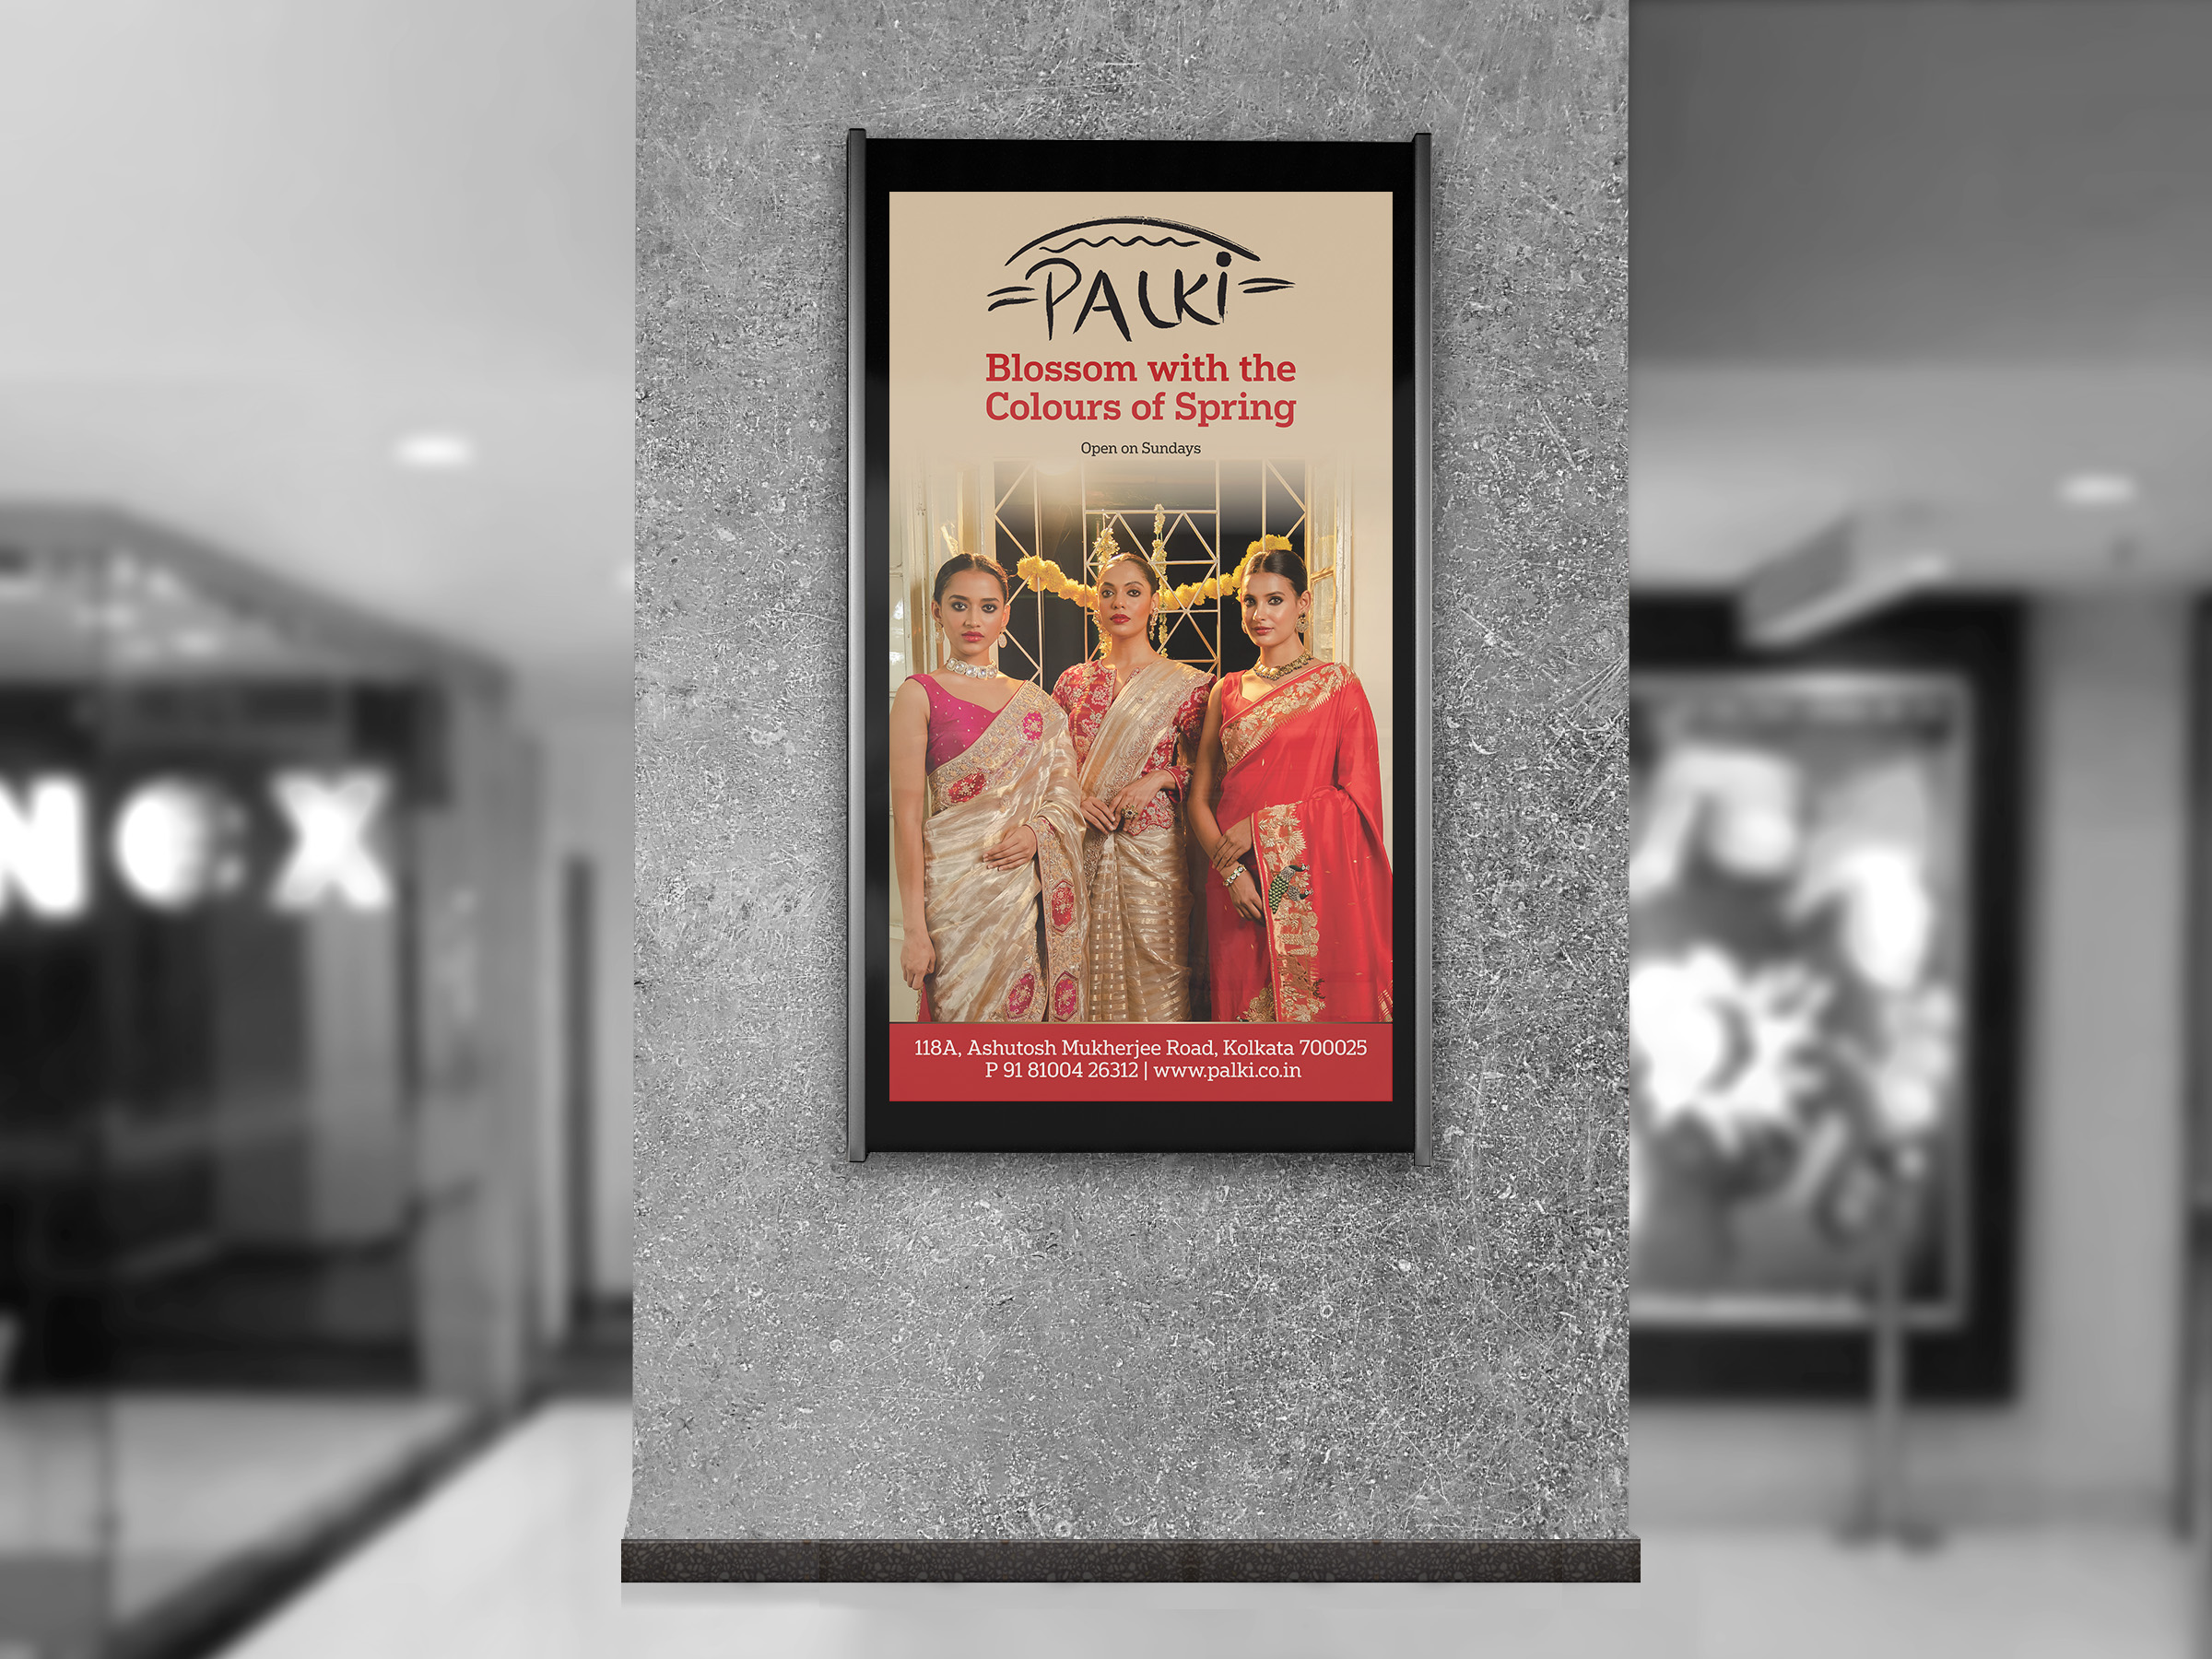 PALKi
Blossom with the
Colours of Spring
Open on Sundays
118A, Ashutosh Mukherjee Road, Kolkata 700025
P 91 81004 26312 | www.palki.co.in
NOX